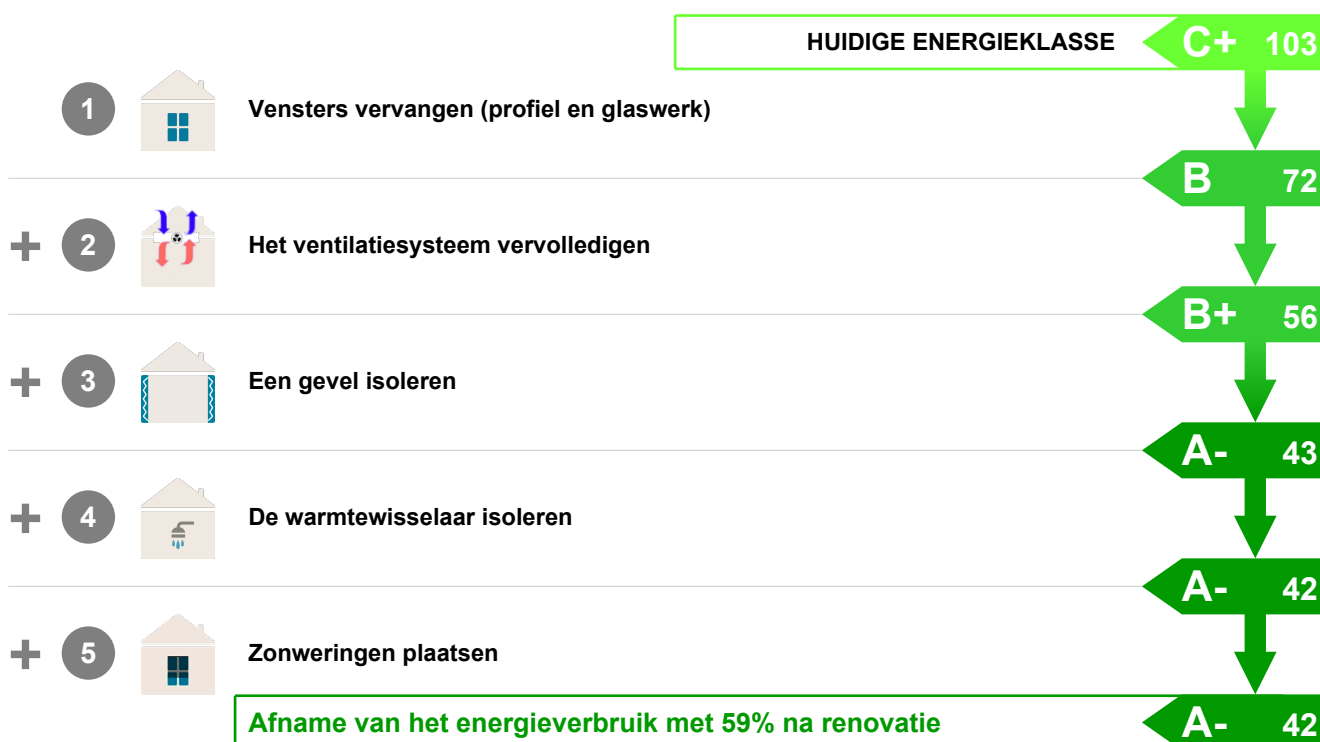 HUIDIGE ENERGIEKLASSE C+ 103
1 Vensters vervangen (profiel en glaswerk)
B 72
+ 2 Het ventilatiesysteem vervolledigen
B+ 56
+ 3 Een gevel isoleren
A- 43
+ 4 De warmtewisselaar isoleren
A- 42
+ 5 Zonweringen plaatsen
Afname van het energieverbruik met 59% na renovatie A- 42